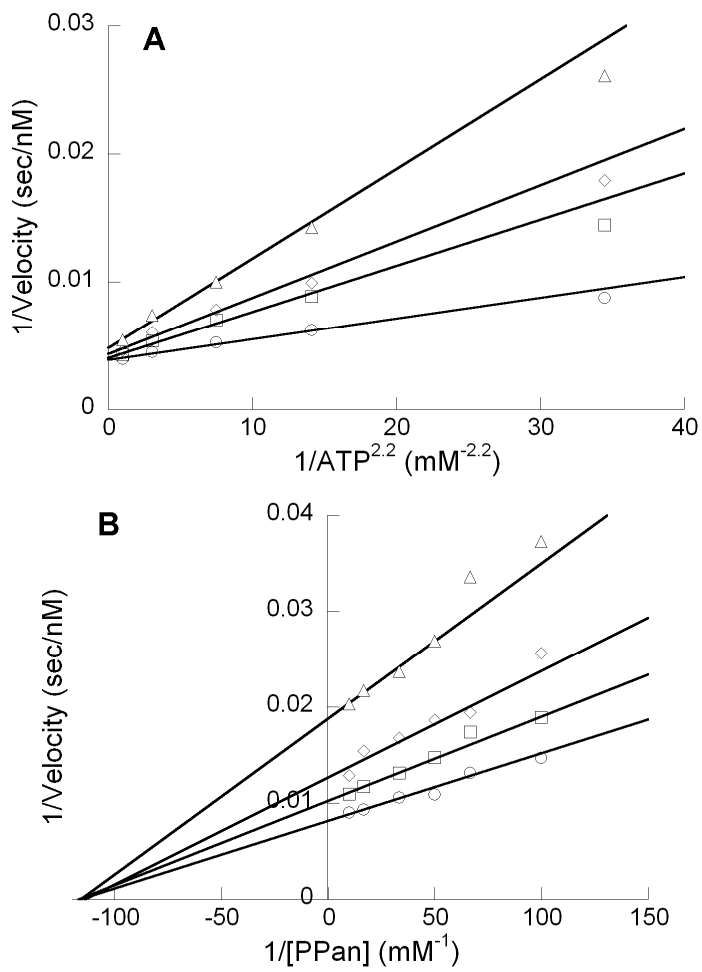 A
0.03
0.02
0.01
0
1/Velocity (sec/nM)
0 10 20 30 40
1/ATP2.2 (mM-2.2)
B
0.04
0.03
0.02
0.01
0
1/Velocity (sec/nM)
-100 -50 0 50 100 150
1/[PPan] (mM-1)